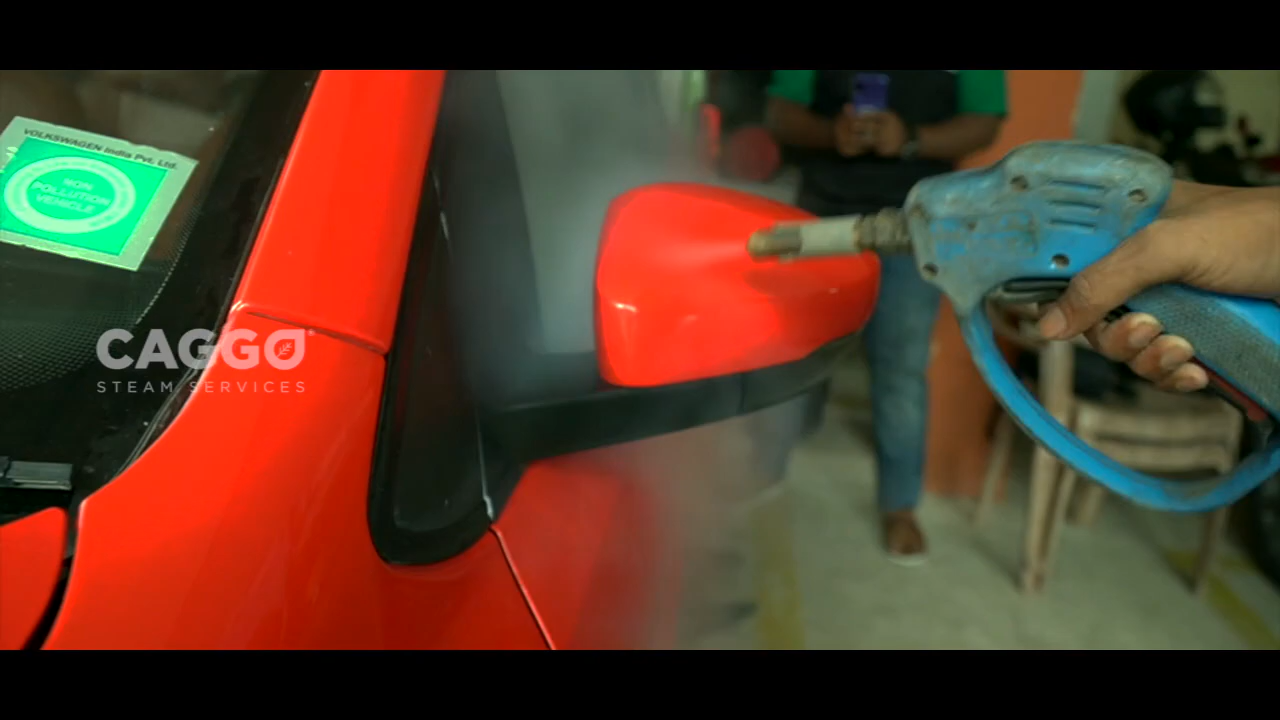 VOLKSWAGEN India Pvt. Ltd.
NON
POLLUTION
VEHICLE
CAGGO
STEAM SERVICES